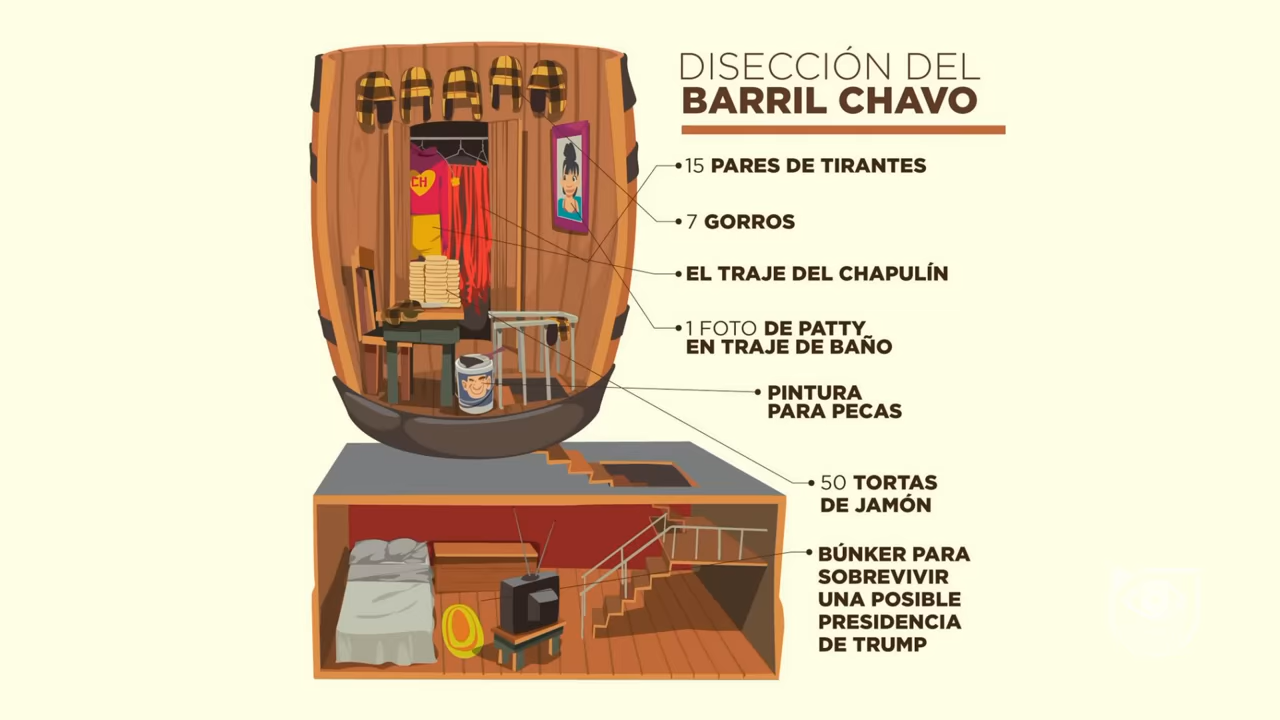 DISECCIÓN DEL
BARRIL CHAVO
15 PARES DE TIRANTES
7 GORROS
EL TRAJE DEL CHAPULÍN
1 FOTO DE PATTY
EN TRAJE DE BAÑO
PINTURA
PARA PECAS
50 TORTAS
DE JAMÓN
BÚNKER PARA
SOBREVIVIR
UNA POSIBLE
PRESIDENCIA
DE TRUMP
CH